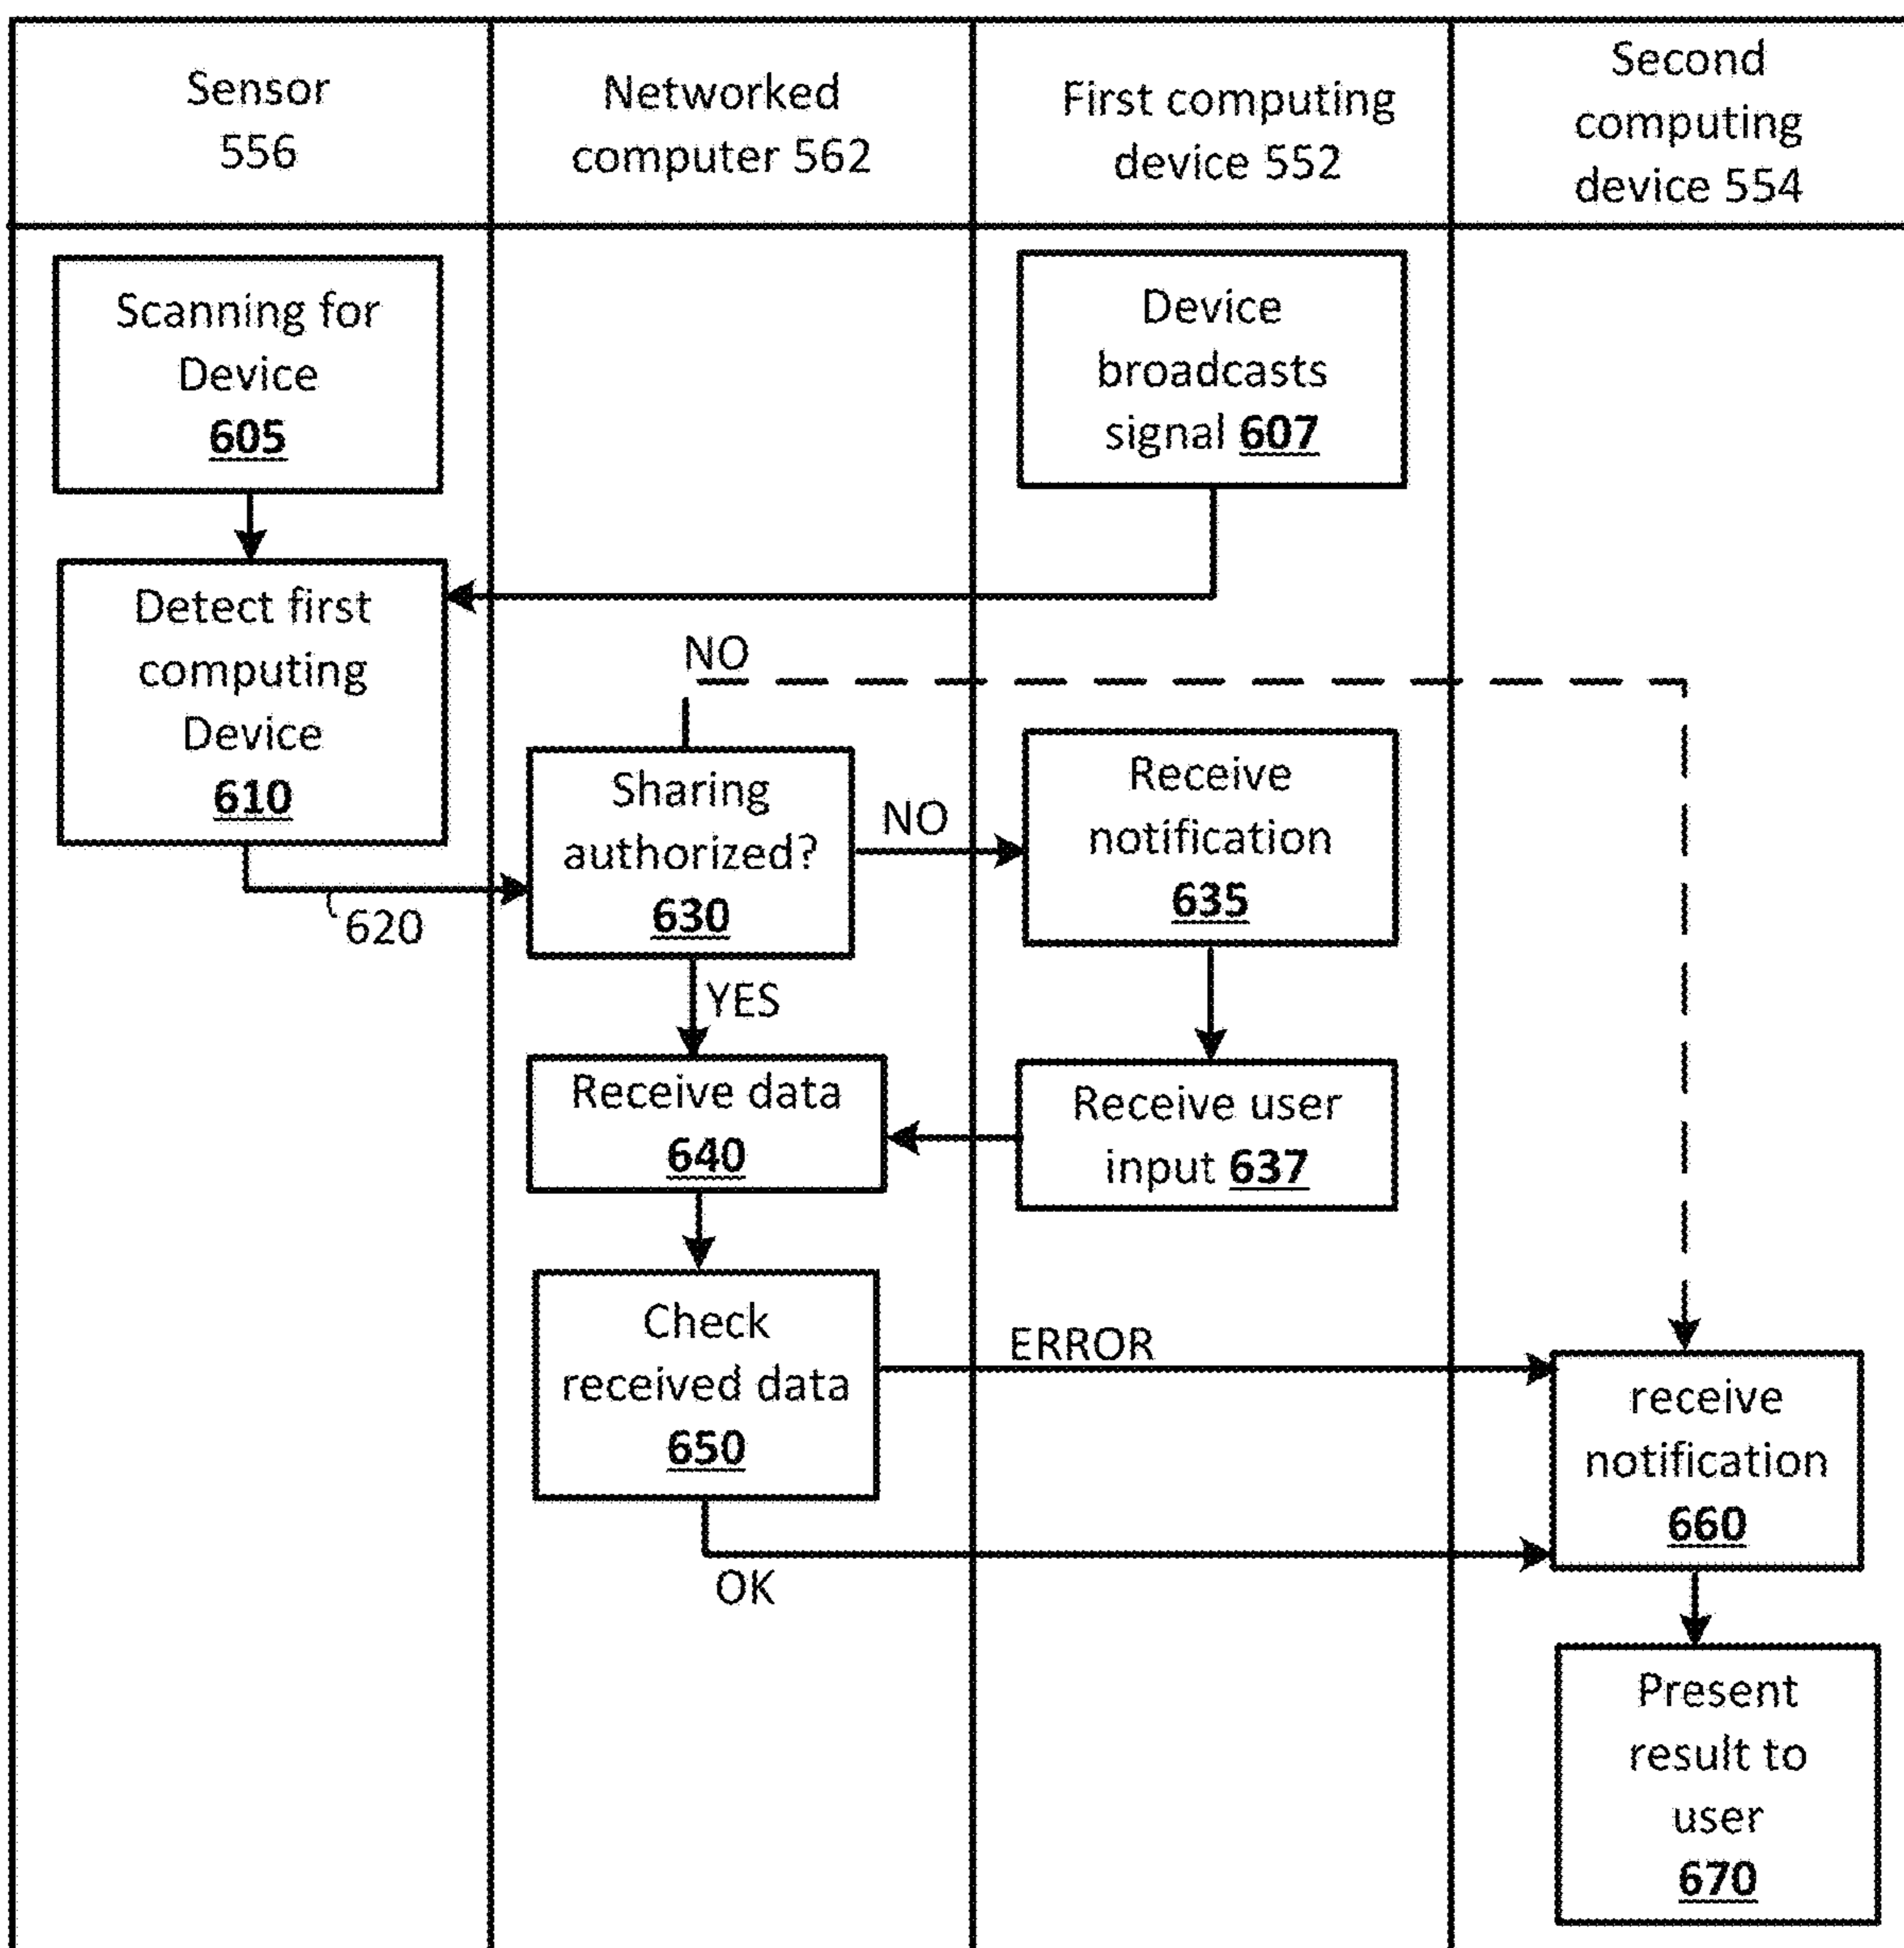 Sensor
556
Networked
computer 562
First computing
device 552
Second
computing
device 554
Scanning for
Device
605
Device
broadcasts
signal 607
Detect first
computing
Device
610
620
NO
Sharing
authorized?
630
NO
Receive
notification
635
YES
Receive data
640
Receive user
input 637
Check
received data
650
ERROR
OK
receive
notification
660
Present
result to
user
670